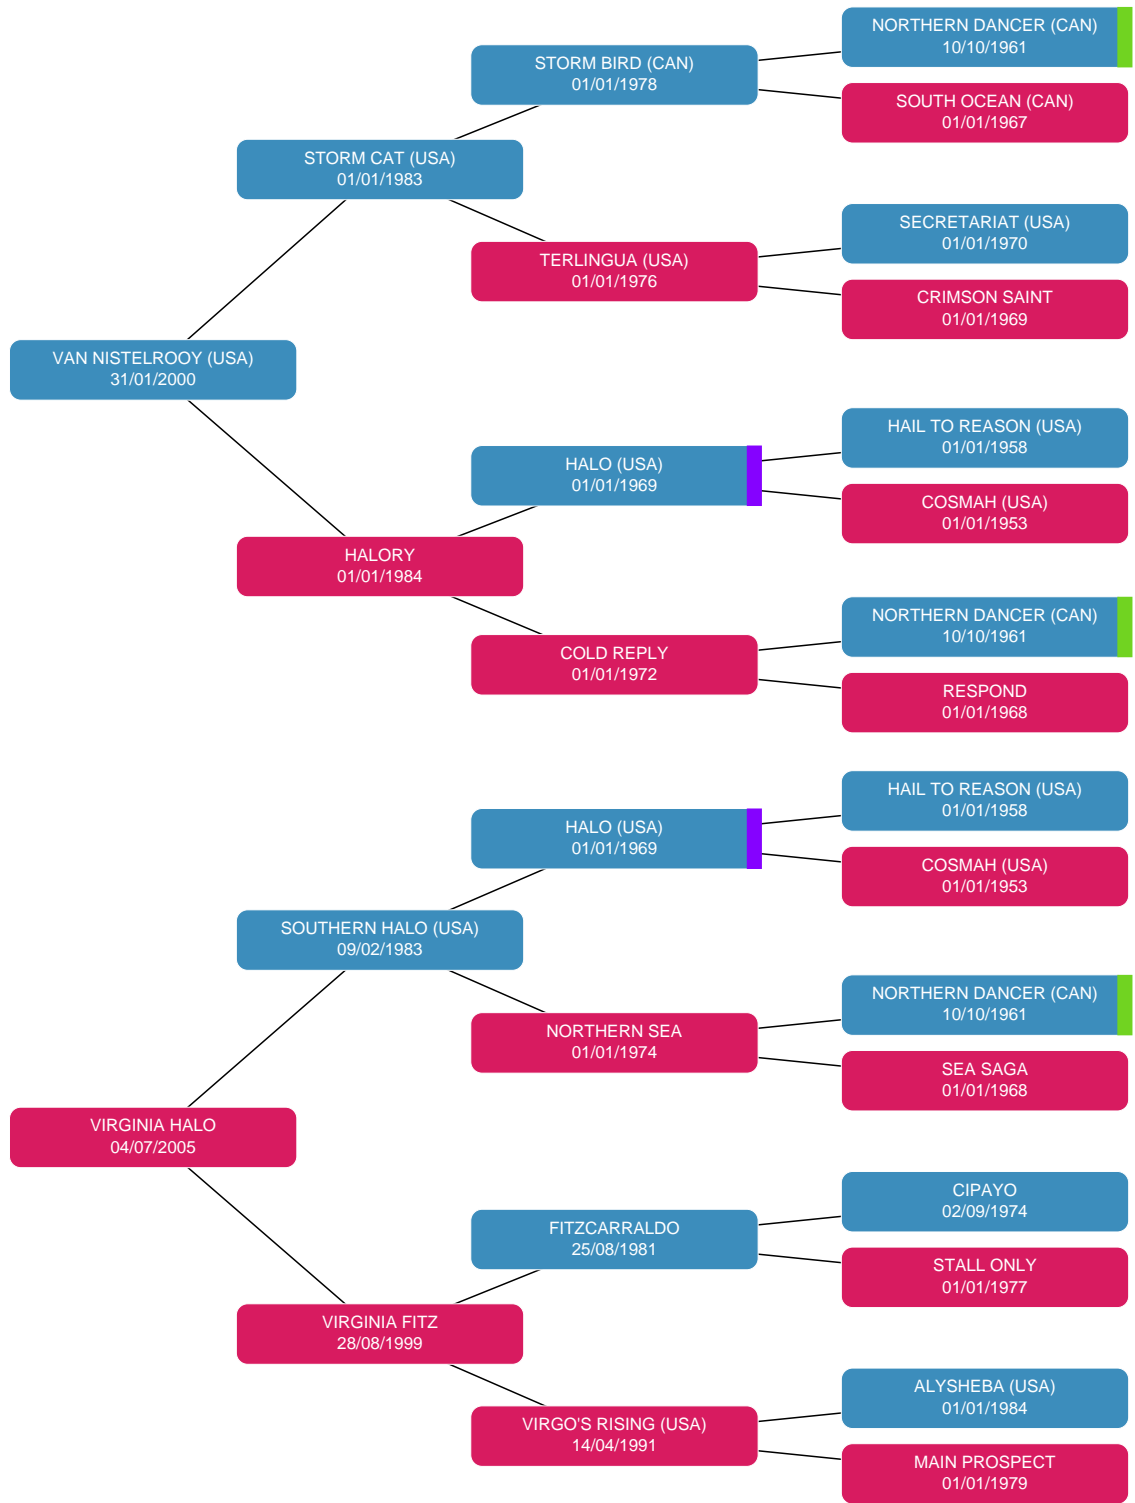 NORTHERN DANCER (CAN)
10/10/1961
STORM BIRD (CAN)
01/01/1978
SOUTH OCEAN (CAN)
01/01/1967
STORM CAT (USA)
01/01/1983
SECRETARIAT (USA)
01/01/1970
TERLINGUA (USA)
01/01/1976
CRIMSON SAINT
01/01/1969
VAN NISTELROOY (USA)
31/01/2000
HAIL TO REASON (USA)
01/01/1958
HALO (USA)
01/01/1969
COSMAH (USA)
01/01/1953
HALORY
01/01/1984
NORTHERN DANCER (CAN)
10/10/1961
COLD REPLY
01/01/1972
RESPOND
01/01/1968
HAIL TO REASON (USA)
01/01/1958
HALO (USA)
01/01/1969
COSMAH (USA)
01/01/1953
SOUTHERN HALO (USA)
09/02/1983
NORTHERN DANCER (CAN)
10/10/1961
NORTHERN SEA
01/01/1974
SEA SAGA
01/01/1968
VIRGINIA HALO
04/07/2005
CIPAYO
02/09/1974
FITZCARRALDO
25/08/1981
STALL ONLY
01/01/1977
VIRGINIA FITZ
28/08/1999
ALYSHEBA (USA)
01/01/1984
VIRGO'S RISING (USA)
14/04/1991
MAIN PROSPECT
01/01/1979